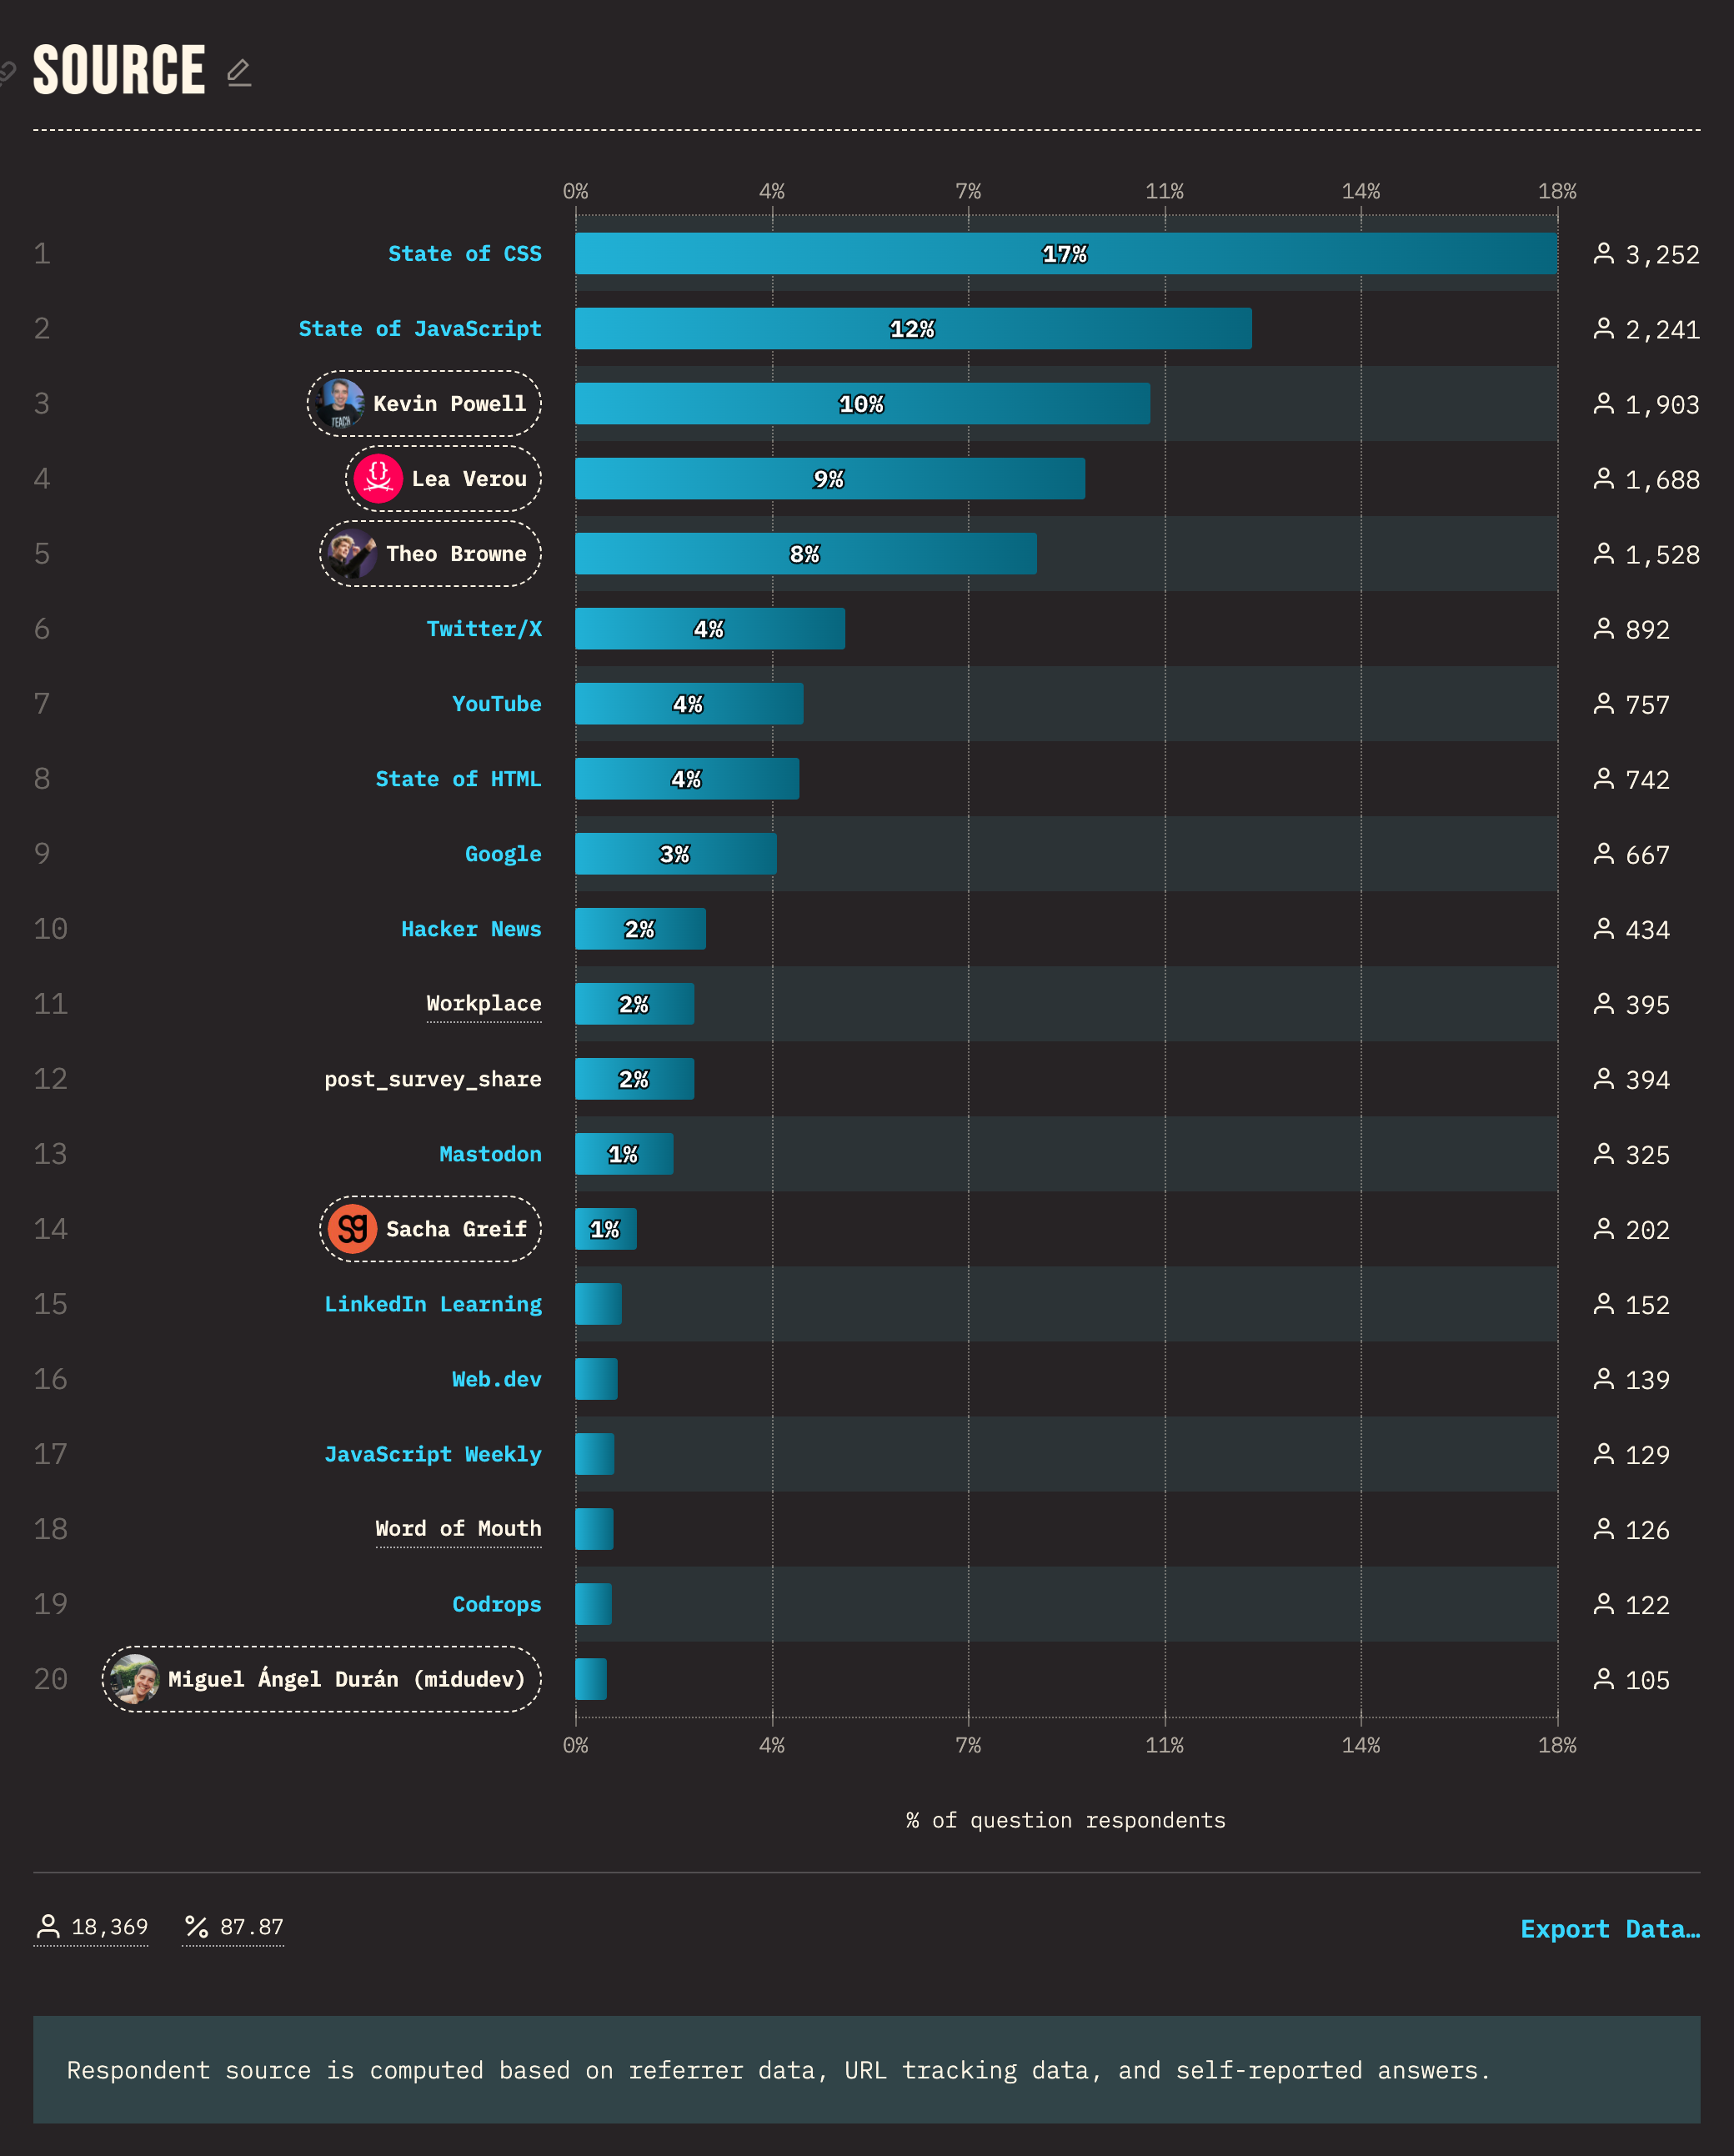 SOURCE
0% 4% 7% 11% 14% 18%
1 State of CSS 17% 3,252
2 State of JavaScript 12% 2,241
3 Kevin Powell 10% 1,903
4 Lea Verou 9% 1,688
5 Theo Browne 8% 1,528
6 Twitter/X 4% 892
7 YouTube 4% 757
8 State of HTML 4% 742
9 Google 3% 667
10 Hacker News 2% 434
11 Workplace 2% 395
12 post_survey_share 2% 394
13 Mastodon 1% 325
14 Sg Sacha Greif 1% 202
15 LinkedIn Learning 152
16 Web.dev 139
17 JavaScript Weekly 129
18 Word of Mouth 126
19 Codrops 122
20 Miguel Ángel Durán (midudev) 105
0% 4% 7% 11% 14% 18%
% of question respondents
18,369 % 87.87 Export Data…
Respondent source is computed based on referrer data, URL tracking data, and self-reported answers.